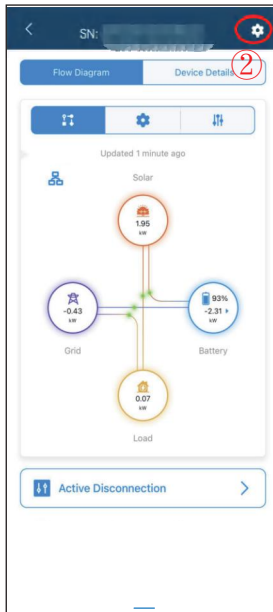 SN:
②
Flow Diagram
Device Details
Updated 1 minute ago
Solar
1.95
kW
-0.43
kW
93%
-2.31
kW
Grid
Battery
0.07
kW
Load
Active Disconnection